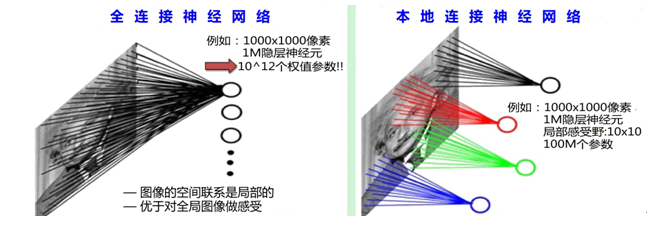 全连接神经网络
例如：1000x1000像素
1M隐层神经元
10^12个权值参数!!
— 图像的空间联系是局部的
— 优于对全局图像做感受
本地连接神经网络
例如：1000x1000像素
1M隐层神经元
局部感受野:10x10
100M个参数